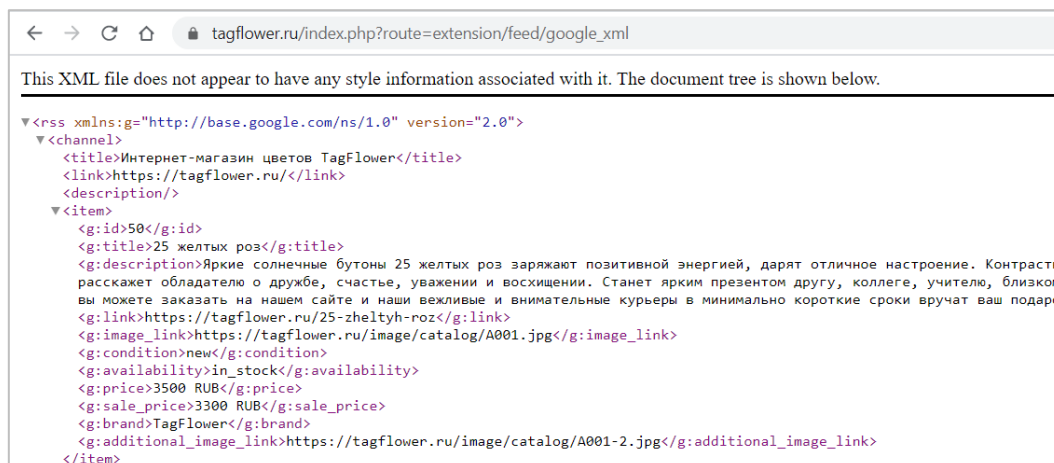 tagflower.ru/index.php?route=extension/feed/google_xml
This XML file does not appear to have any style information associated with it. The document tree is shown below.
▼<rss xmlns:g="http://base.google.com/ns/1.0" version="2.0">
▼<channel>
<title>Интернет-магазин цветов TagFlower</title>
<link>https://tagflower.ru/</link>
<description/>
▼<item>
<g:id>50</g:id>
<g:title>25 желтых роз</g:title>
<g:description>Яркие солнечные бутоны 25 желтых роз заряжают позитивной энергией, дарят отличное настроение.
расскажет обладателю о дружбе, счастье, уважении и восхищении. Станет ярким презентом другу, коллеге, учителю,
вы можете заказать на нашем сайте и наши вежливые и внимательные курьеры в минимально короткие сроки вручат ваш
<g:link>https://tagflower.ru/25-zheltyh-roz</g:link>
<g:image_link>https://tagflower.ru/image/catalog/A001.jpg</g:image_link>
<g:condition>new</g:condition>
<g:availability>in_stock</g:availability>
<g:price>3500 RUB</g:price>
<g:sale_price>3300 RUB</g:sale_price>
<g:brand>TagFlower</g:brand>
<g:additional_image_link>https://tagflower.ru/image/catalog/A001-2.jpg</g:additional_image_link>
</item>